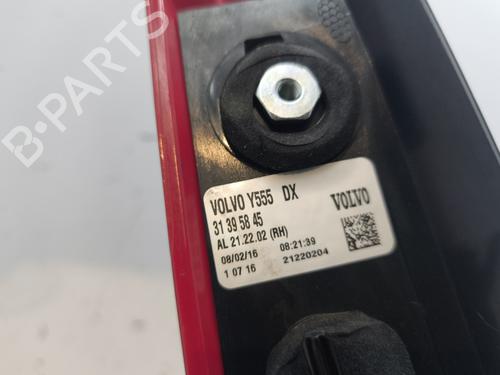 B-PARTS
VOLVO Y555 DX
31 39 58 45
VOLVO
AL 21.22.02 (RH)
08/02/16 08:21:39
1 07 16 21220204